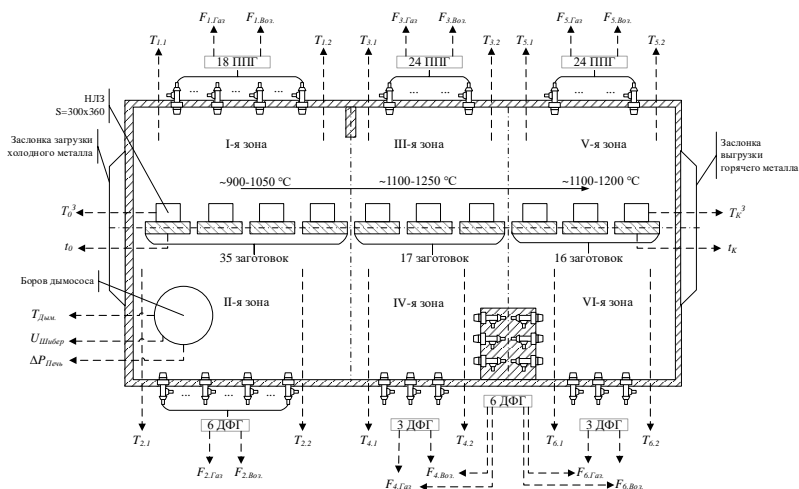 F1.Газ F1.Воз. F3.Газ F3.Воз. F5.Газ F5.Воз.
T1.1 T1.2 T3.1 T3.2 T5.1 T5.2
18 ППГ 24 ППГ 24 ППГ
НЛЗ
S=300x360
Заслонка загрузки
холодного металла
I-я зона III-я зона V-я зона
Заслонка
выгрузки
горячего металла
~900-1050 °C ~1100-1250 °C ~1100-1200 °C
T0З TКЗ
t0 tК
35 заготовок 17 заготовок 16 заготовок
Боров дымососа
II-я зона IV-я зона VI-я зона
TДым.
UШибер
ΔPПечь
6 ДФГ 3 ДФГ 6 ДФГ 3 ДФГ
T2.1 T2.2 T4.1 T4.2 T6.1 T6.2
F2.Газ F2.Воз. F4.Воз. F6.Газ
F4.Газ F6.Воз.